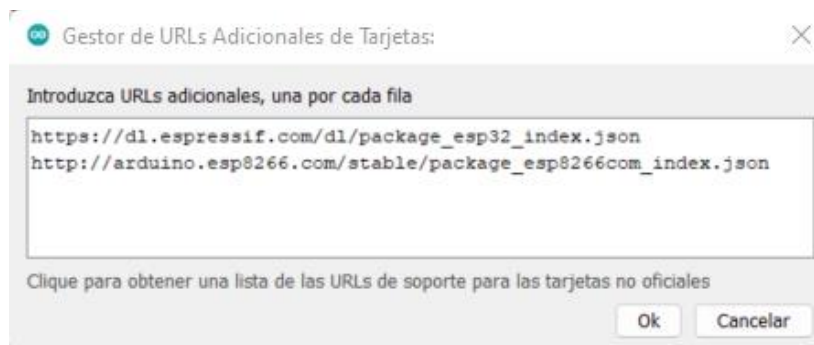 Gestor de URLs Adicionales de Tarjetas:
Introduzca URLs adicionales, una por cada fila
https://dl.espressif.com/dl/package_esp32_index.json
http://arduino.esp8266.com/stable/package_esp8266com_index.json
Clique para obtener una lista de las URLs de soporte para las tarjetas no oficiales
Ok Cancelar